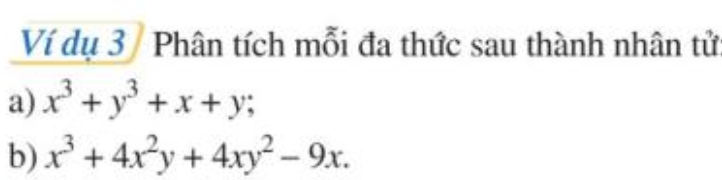 Ví dụ 3 Phân tích mỗi đa thức sau thành nhân tử:
a) x³ + y³ + x + y;
b) x³ + 4x²y + 4xy² – 9x.